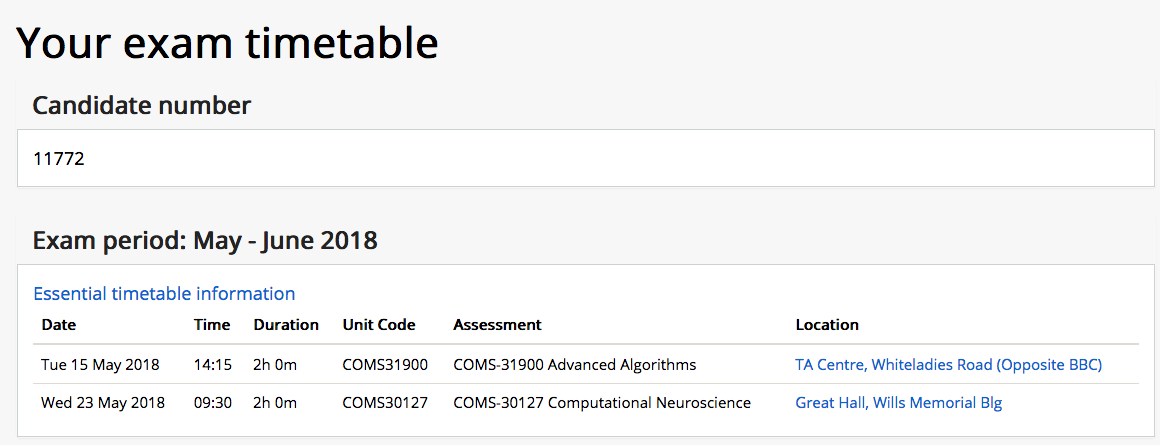 Your exam timetable
Candidate number
11772
Exam period: May - June 2018
Essential timetable information
Date Time Duration Unit Code Assessment Location
Tue 15 May 2018 14:15 2h 0m COMS31900 COMS-31900 Advanced Algorithms TA Centre, Whiteladies Road (Opposite BBC)
Wed 23 May 2018 09:30 2h 0m COMS30127 COMS-30127 Computational Neuroscience Great Hall, Wills Memorial Blg